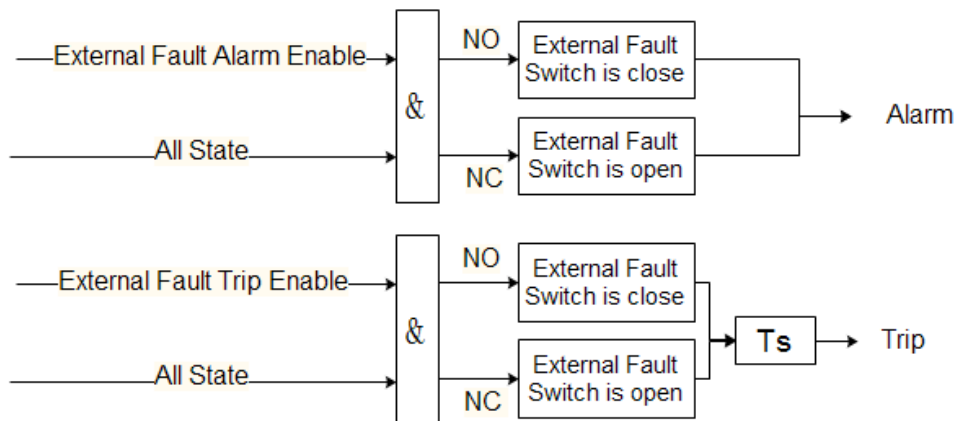 External Fault Alarm Enable
All State
&
NO
NC
External Fault
Switch is close
External Fault
Switch is open
Alarm
External Fault Trip Enable
All State
&
NO
NC
External Fault
Switch is close
External Fault
Switch is open
Ts
Trip